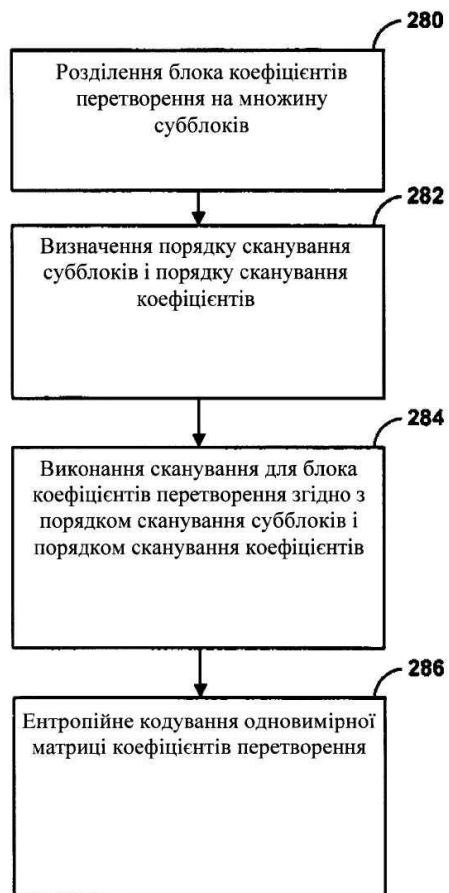 280
Розділення блока коефіцієнтів
перетворення на множину
субблоків
282
Визначення порядку сканування
субблоків і порядку сканування
коефіцієнтів
284
Виконання сканування для блока
коефіцієнтів перетворення згідно з
порядком сканування субблоків і
порядком сканування коефіцієнтів
286
Ентропійне кодування одновимірної
матриці коефіцієнтів перетворення